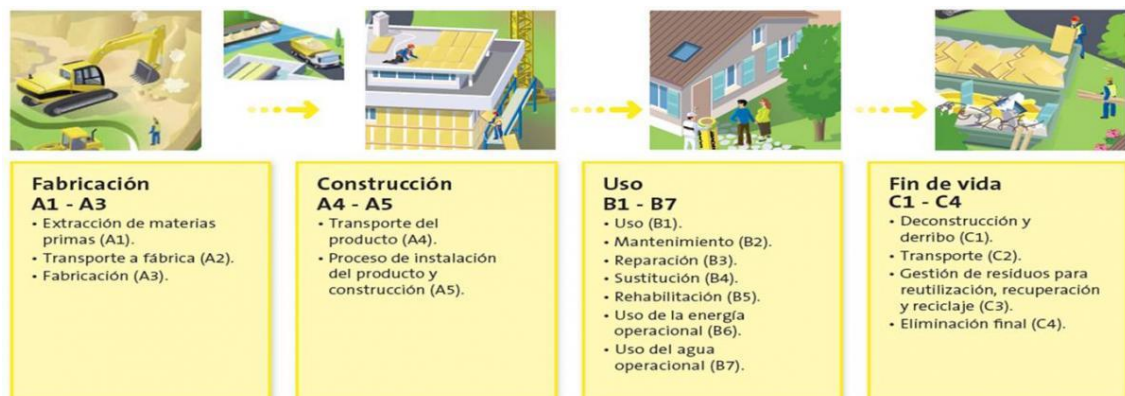 Fabricación
A1 - A3
• Extracción de materias
primas (A1).
• Transporte a fábrica (A2).
• Fabricación (A3).
Construcción
A4 - A5
• Transporte del
producto (A4).
• Proceso de instalación
del producto y
construcción (A5).
Uso
B1 - B7
• Uso (B1).
• Mantenimiento (B2).
• Reparación (B3).
• Sustitución (B4).
• Rehabilitación (B5).
• Uso de la energía
operacional (B6).
• Uso del agua
operacional (B7).
Fin de vida
C1 - C4
• Deconstrucción y
derribo (C1).
• Transporte (C2).
• Gestión de residuos para
reutilización, recuperación
y reciclaje (C3).
• Eliminación final (C4).